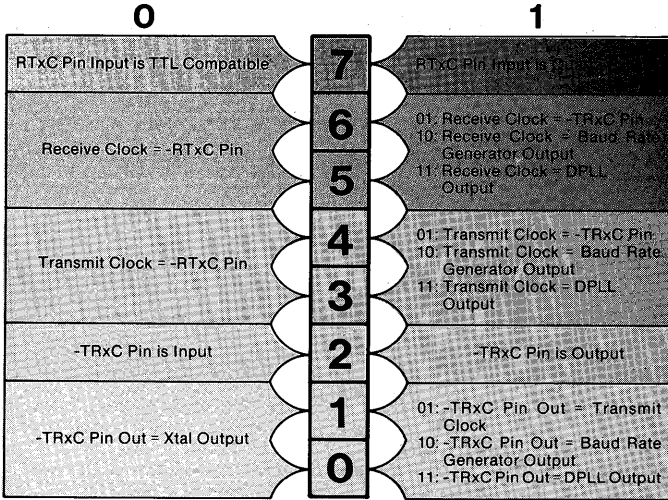 0 1
RTxC Pin Input is TTL Compatible
7
RTxC Pin Input is
Receive Clock = -RTxC Pin
6
5
01: Receive Clock = -TRxC Pin
10: Receive Clock = Baud Rate
Generator Output
11: Receive Clock = DPLL
Output
Transmit Clock = -RTxC Pin
4
3
01: Transmit Clock = -TRxC Pin
10: Transmit Clock = Baud Rate
Generator Output
11: Transmit Clock = DPLL
Output
-TRxC Pin is Input
2
-TRxC Pin is Output
-TRxC Pin Out = Xtal Output
1
0
01: -TRxC Pin Out = Transmit
Clock
10: -TRxC Pin Out = Baud Rate
Generator Output
11: -TRxC Pin Out = DPLL Output